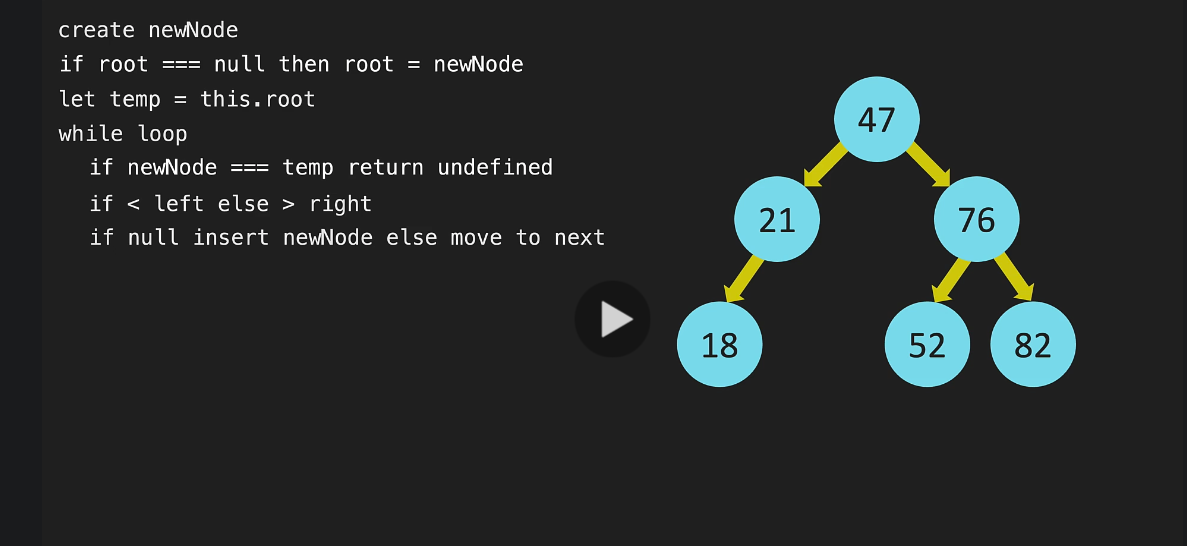 create newNode
if root === null then root = newNode
let temp = this.root
while loop
if newNode === temp return undefined
if < left else > right
if null insert newNode else move to next
47
21
76
18
52
82